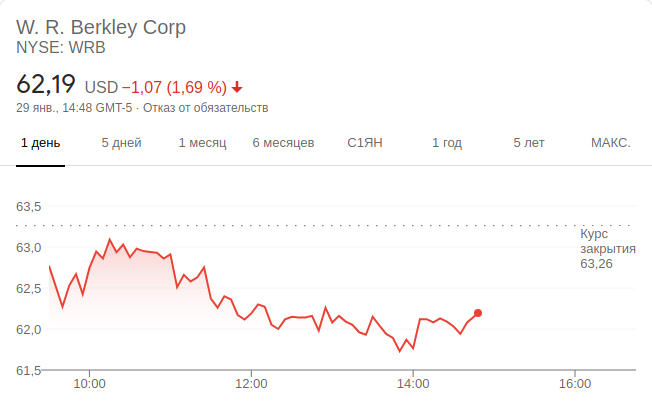 W. R. Berkley Corp
NYSE: WRB
62,19 USD −1,07 (1,69 %)
29 янв., 14:48 GMT-5 · Отказ от обязательств
1 день 5 дней 1 месяц 6 месяцев С1ЯН 1 год 5 лет МАКС.
63,5
Курс
закрытия
63,26
63,0
62,5
62,0
61,5
10:00 12:00 14:00 16:00